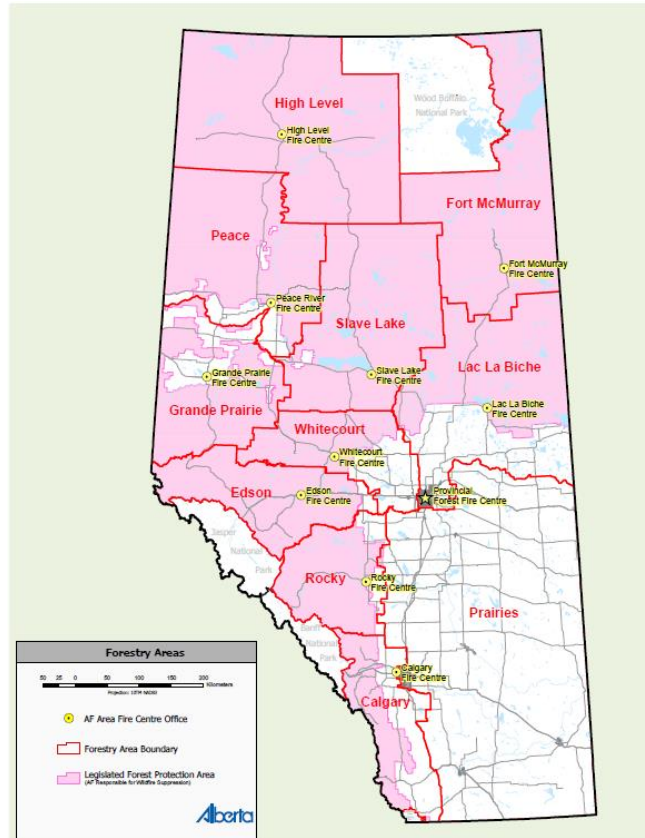 High Level
High Level
Fire Centre
Wood Buffalo
National Park
Fort McMurray
Fort McMurray
Fire Centre
Peace
Peace River
Fire Centre
Slave Lake
Slave Lake
Fire Centre
Lac La Biche
Lac La Biche
Fire Centre
Grande Prairie
Fire Centre
Grande Prairie
Whitecourt
Whitecourt
Fire Centre
Edson
Edson
Fire Centre
Provincial
Forest Fire Centre
Jasper
National
Park
Rocky
Rocky
Fire Centre
Prairies
Banff
National
Park
Calgary
Fire Centre
Calgary
Forestry Areas
50 25 0 50 100 150 200
Kilometers
AF Area Fire Centre Office
Forestry Area Boundary
Legislated Forest Protection Area
(AF Responsible for Wildfire Suppression)
Alberta